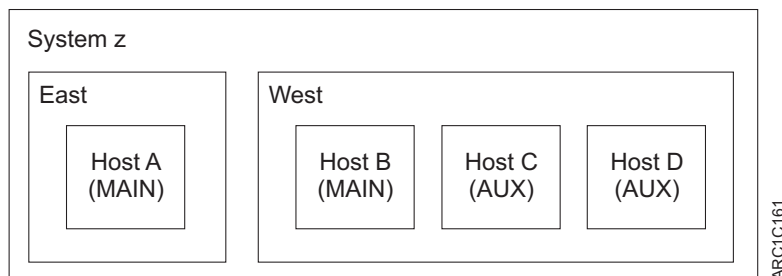 System z
East
West
Host A
(MAIN)
Host B
(MAIN)
Host C
(AUX)
Host D
(AUX)
ARC1C161